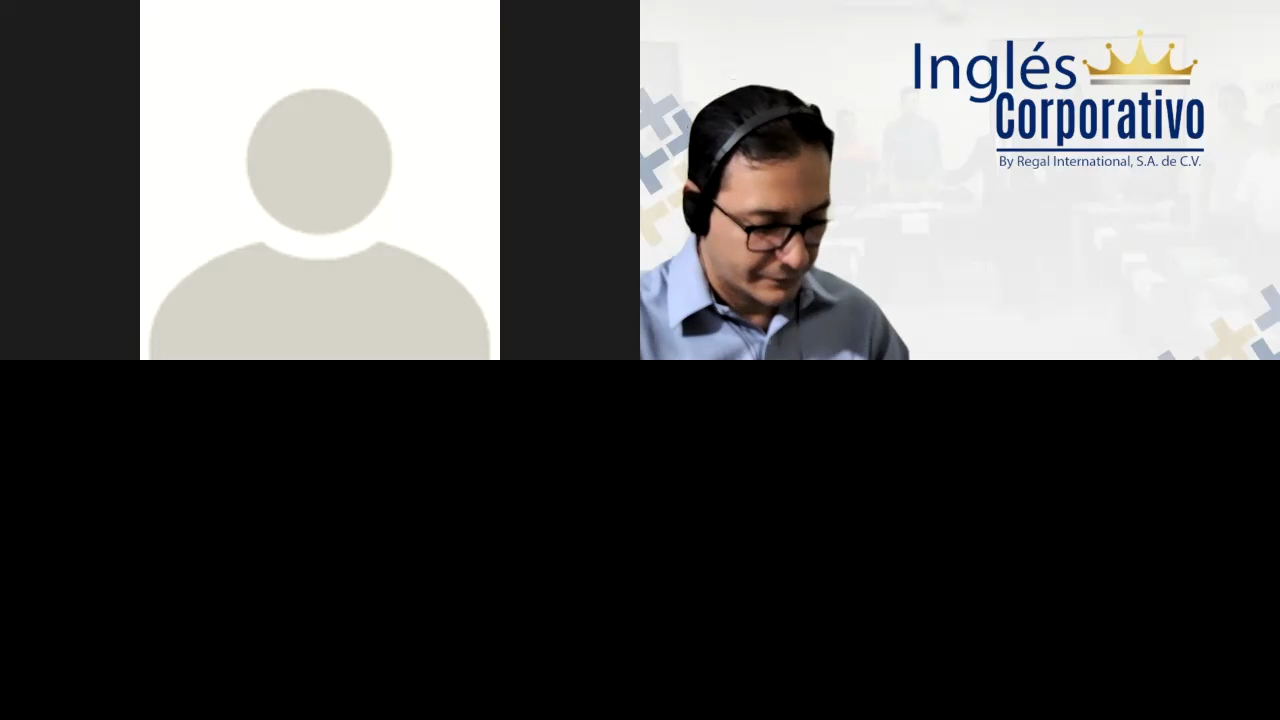 Inglés
Corporativo
By Regal International, S.A. de C.V.